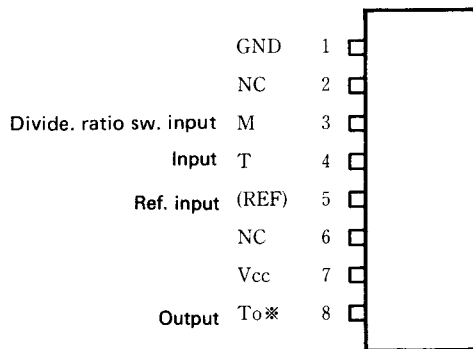 GND 1
NC 2
Divide. ratio sw. input M 3
Input T 4
Ref. input (REF) 5
NC 6
Vcc 7
Output To※ 8